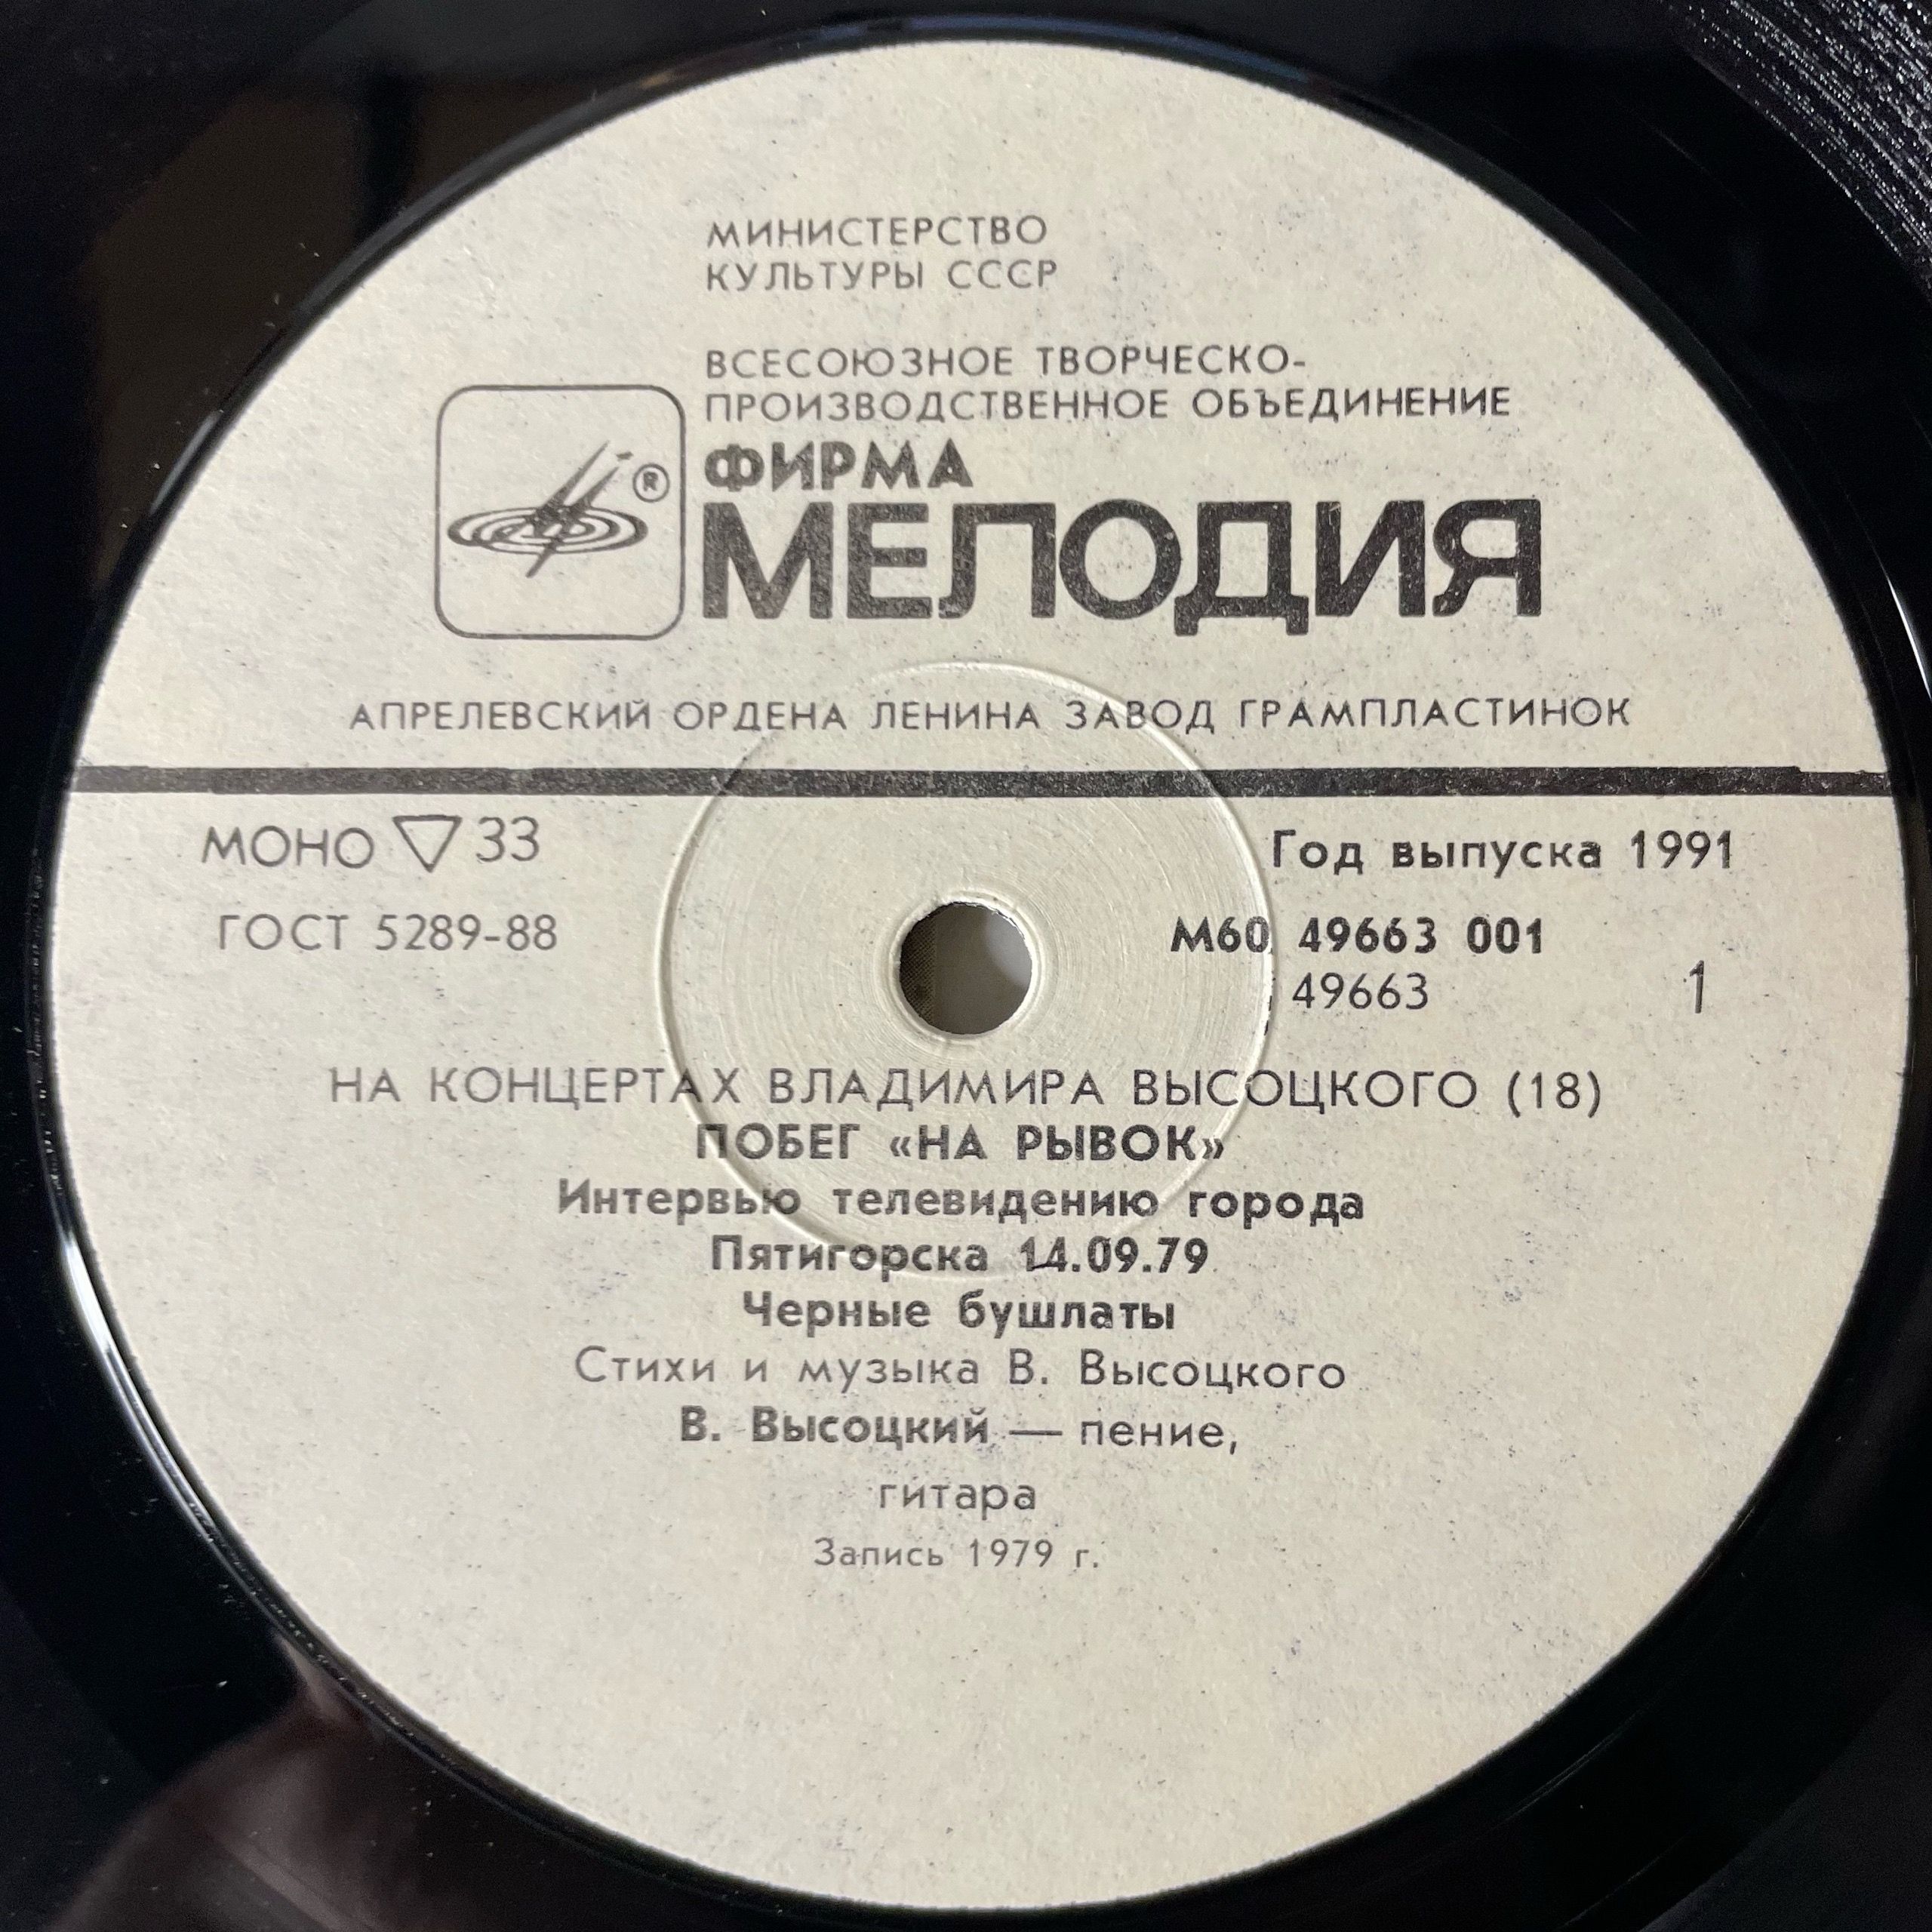 МИНИСТЕРСТВО
КУЛЬТУРЫ СССР
ВСЕСОЮЗНОЕ ТВОРЧЕСКО-
ПРОИЗВОДСТВЕННОЕ ОБЪЕДИНЕНИЕ
ФИРМА
®
МЕЛОДИЯ
АПРЕЛЕВСКИЙ ОРДЕНА ЛЕНИНА ЗАВОД ГРАМПЛАСТИНОК
МОНО ▽ 33
Год выпуска 1991
ГОСТ 5289-88
М60 49663 001
49663 1
НА КОНЦЕРТАХ ВЛАДИМИРА ВЫСОЦКОГО (18)
ПОБЕГ «НА РЫВОК»
Интервью телевидению города
Пятигорска 14.09.79
Черные бушлаты
Стихи и музыка В. Высоцкого
В. Высоцкий — пение,
гитара
Запись 1979 г.